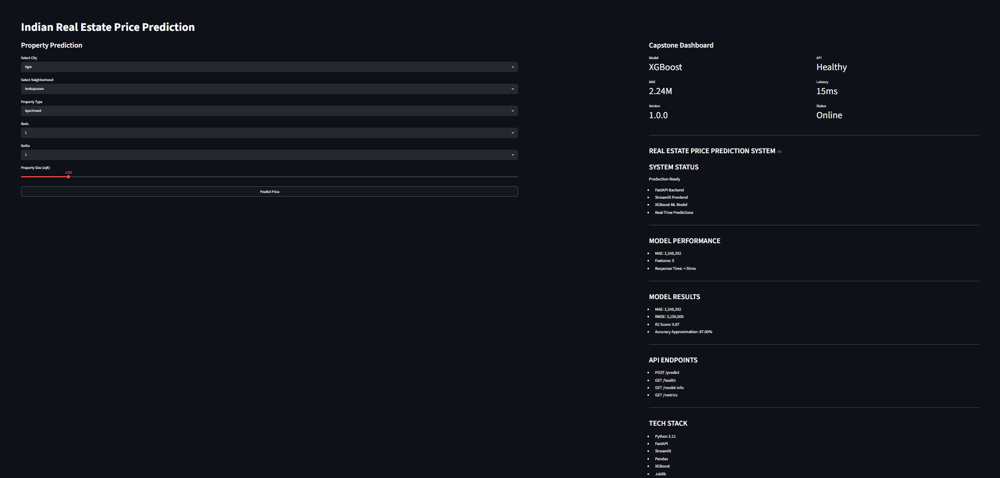 Indian Real Estate Price Prediction
Property Prediction
Select City
Agra
Select Neighborhood
Ambapuram
Property Type
Apartment
Beds
1
Baths
1
Property Size (sqft)
1200
Predict Price
Capstone Dashboard
Model
XGBoost
API
Healthy
MAE
2.24M
Latency
15ms
Version
1.0.0
Status
Online
REAL ESTATE PRICE PREDICTION SYSTEM
SYSTEM STATUS
Production Ready
• FastAPI Backend
• Streamlit Frontend
• XGBoost ML Model
• Real-Time Predictions
MODEL PERFORMANCE
• MAE: 2,248,292
• Features: 5
• Response Time: < 50ms
MODEL RESULTS
• MAE: 2,248,292
• RMSE: 3,150,000
• R2 Score: 0.87
• Accuracy Approximation: 87.00%
API ENDPOINTS
• POST /predict
• GET /health
• GET /model-info
• GET /metrics
TECH STACK
• Python 3.11
• FastAPI
• Streamlit
• Pandas
• XGBoost
• Joblib